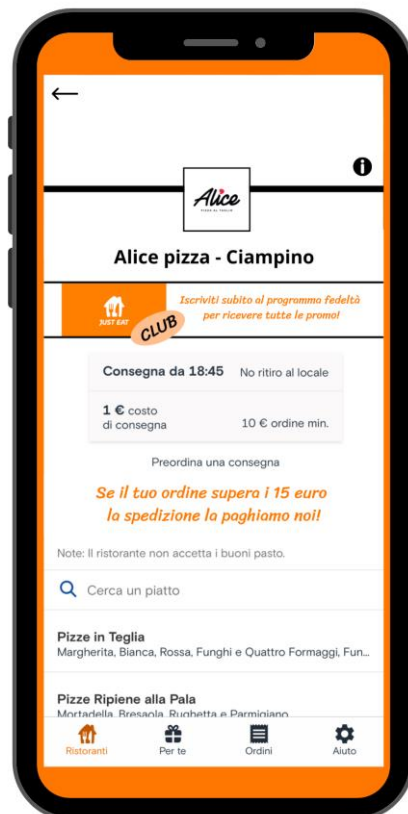 Alice
PIZZA AL TAGLIO
Alice pizza - Ciampino
JUST EAT
CLUB
Iscriviti subito al programma fedeltà
per ricevere tutte le promo!
Consegna da 18:45 No ritiro al locale
1 € costo
di consegna
10 € ordine min.
Preordina una consegna
Se il tuo ordine supera i 15 euro
la spedizione la paghiamo noi!
Note: Il ristorante non accetta i buoni pasto.
Cerca un piatto
Pizze in Teglia
Margherita, Bianca, Rossa, Funghi e Quattro Formaggi, Fun...
Pizze Ripiene alla Pala
Mortadella, Bresaola, Rughetta e Parmigiano
Ristoranti Per te Ordini Aiuto